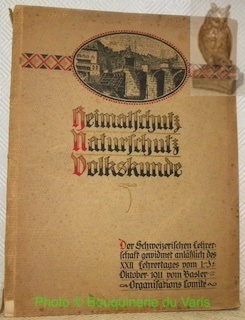 Heimatschutz
Naturschutz
Volkskunde
Der Schweizerischen Lehrer-
schaft gewidmet anläßlich des
XXII Lehrertages vom 1.-3.
Oktober 1911 vom Basler
Organisations Comite
Photo © Bouquinerie du Varis